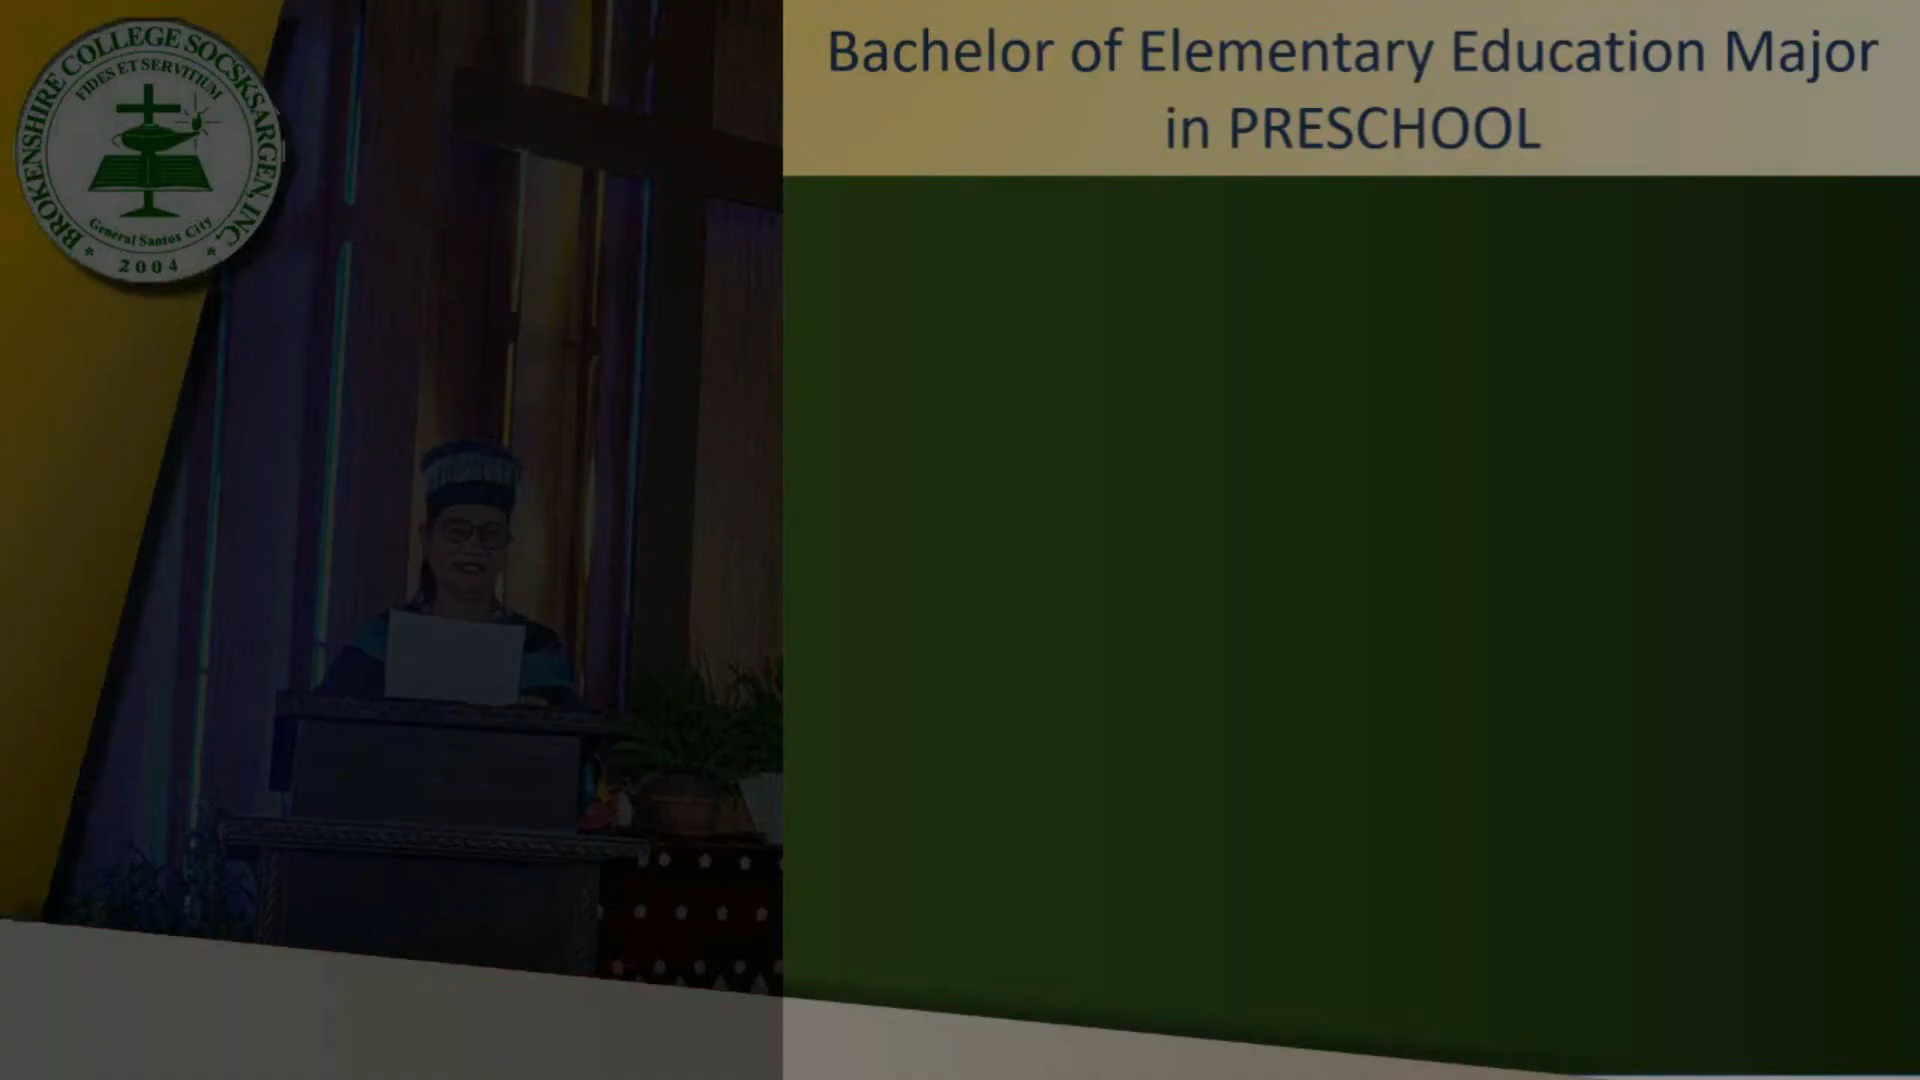 BROKENSHIRE COLLEGE SOCSKSARGEN, INC.
FIDES ET SERVITIUM
General Santos City
* 2004 *
Bachelor of Elementary Education Major
in PRESCHOOL